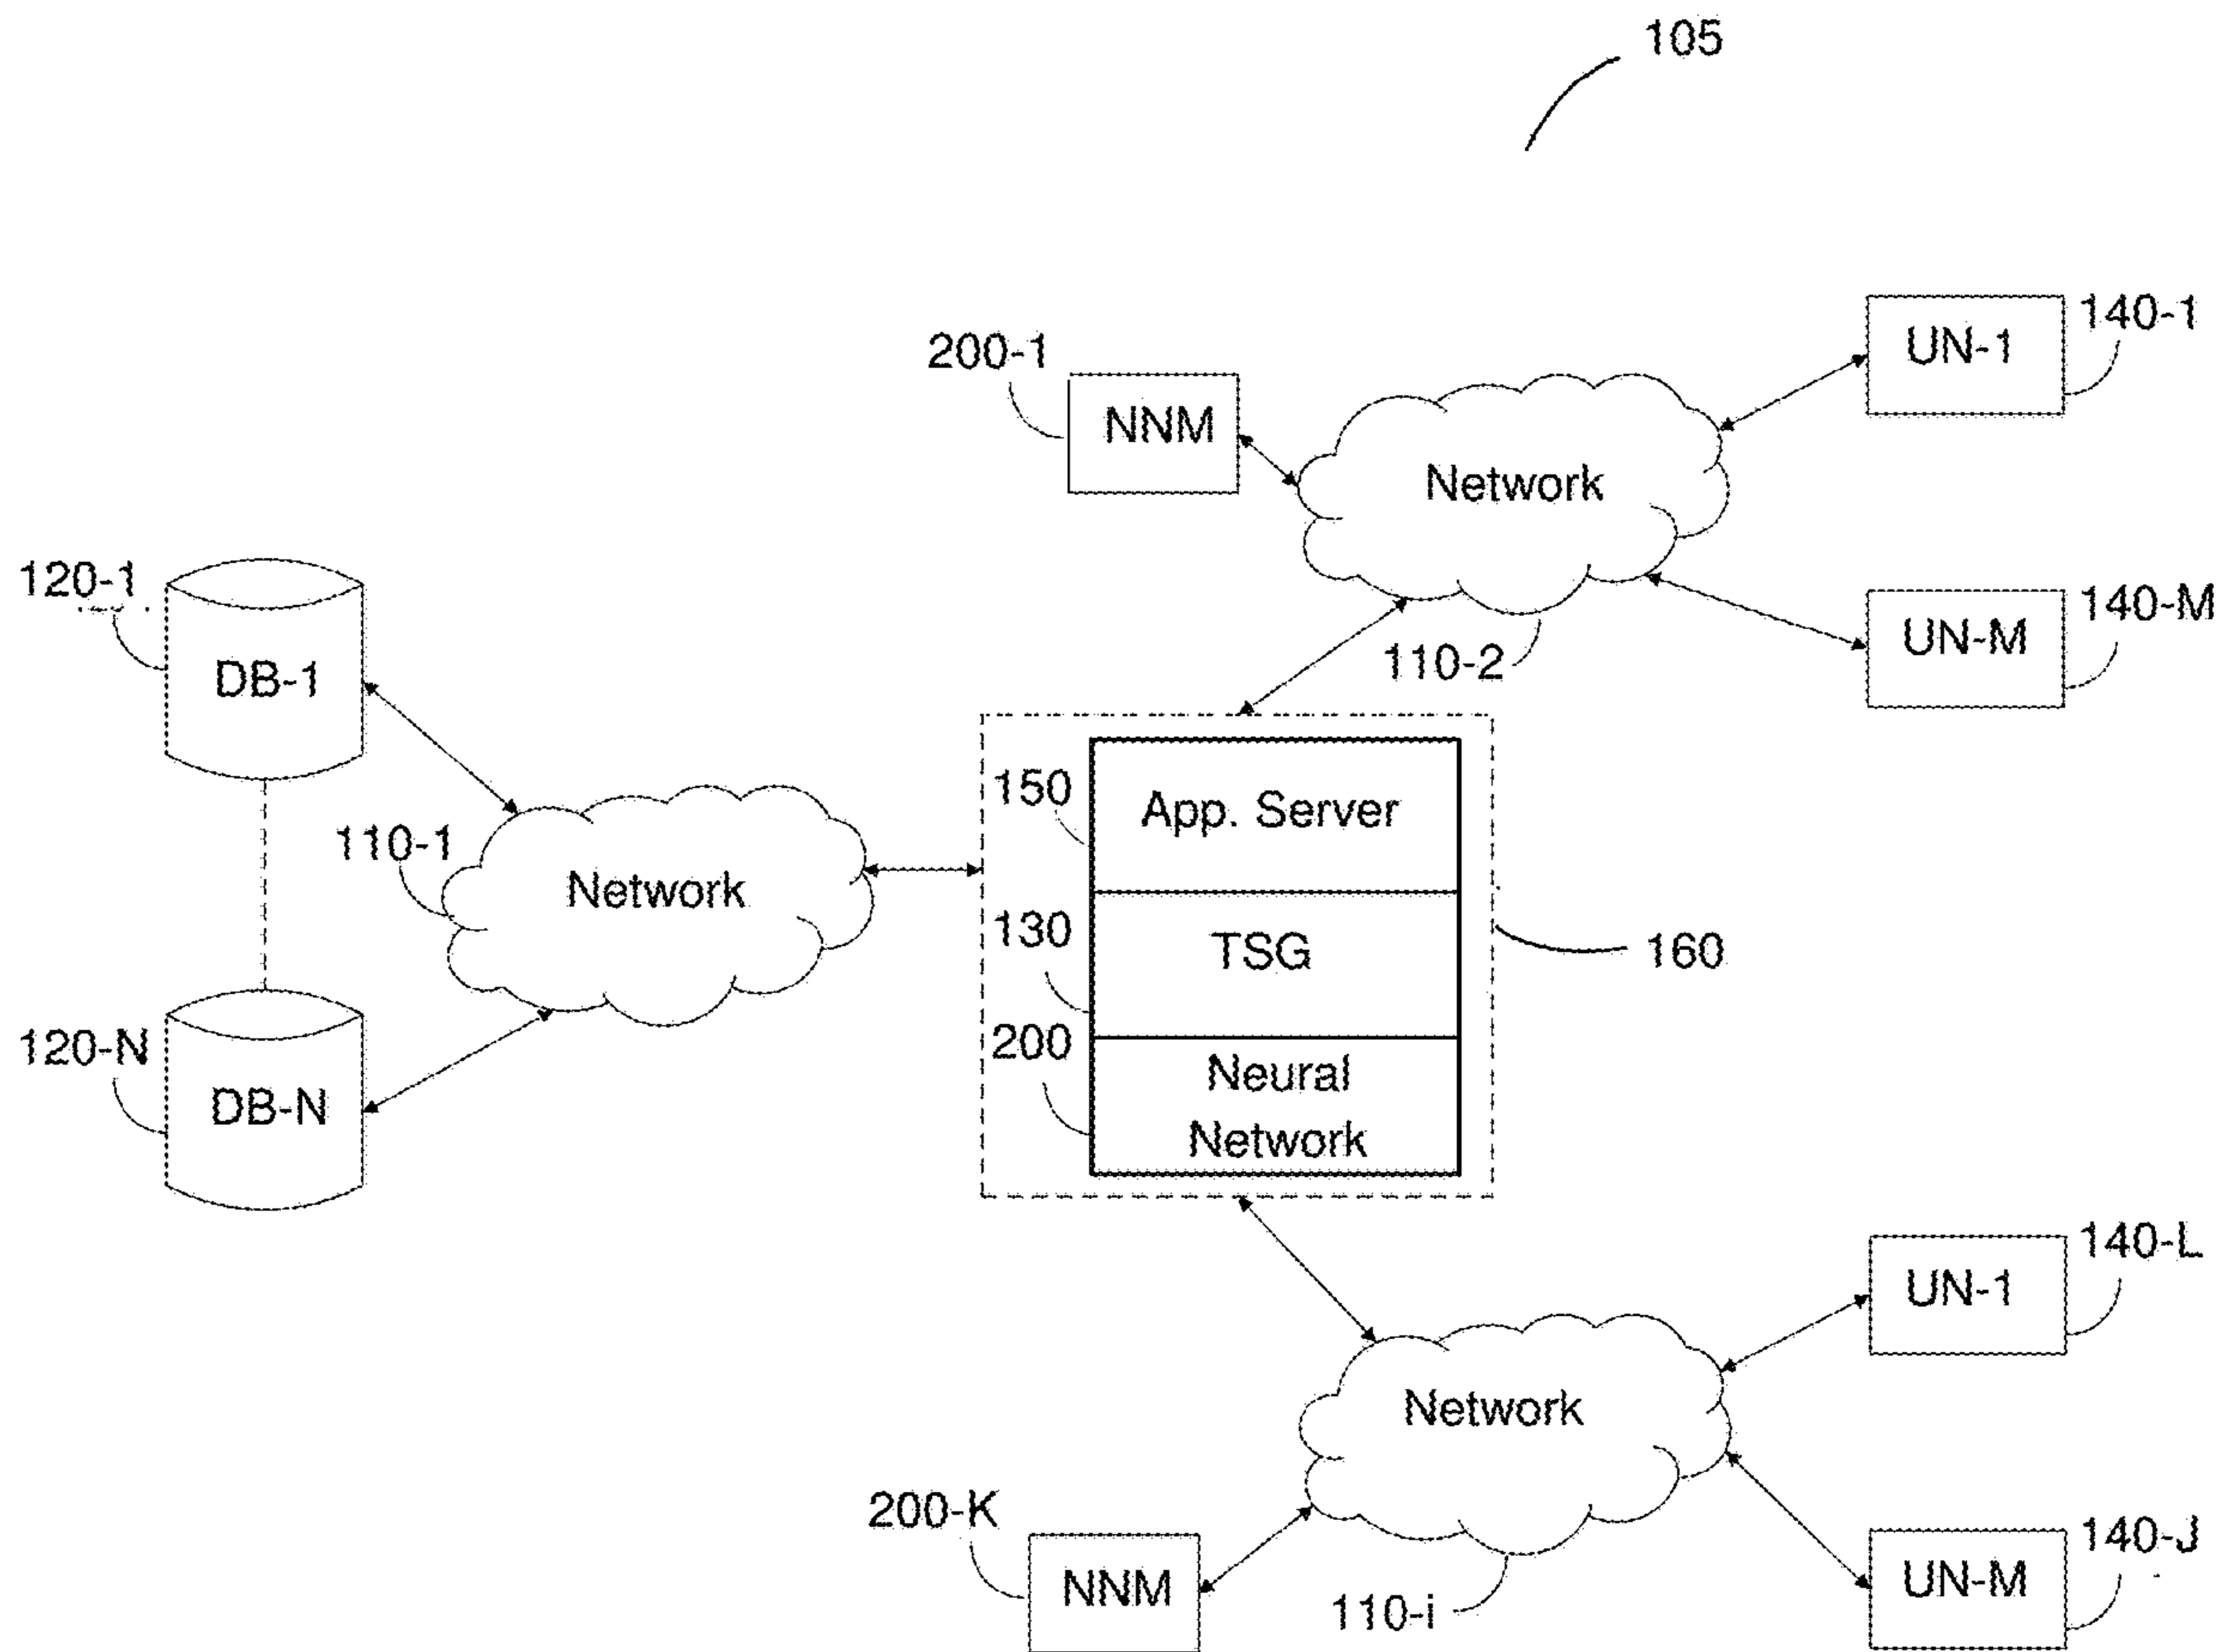 105
140-1
UN-1
200-1
NNM
Network
120-1
140-M
UN-M
110-2
DB-1
150
App. Server
110-1
Network
130
TSG
160
200
120-N
Neural
DB-N
Network
140-L
UN-1
Network
200-K
140-J
NNM
UN-M
110-i